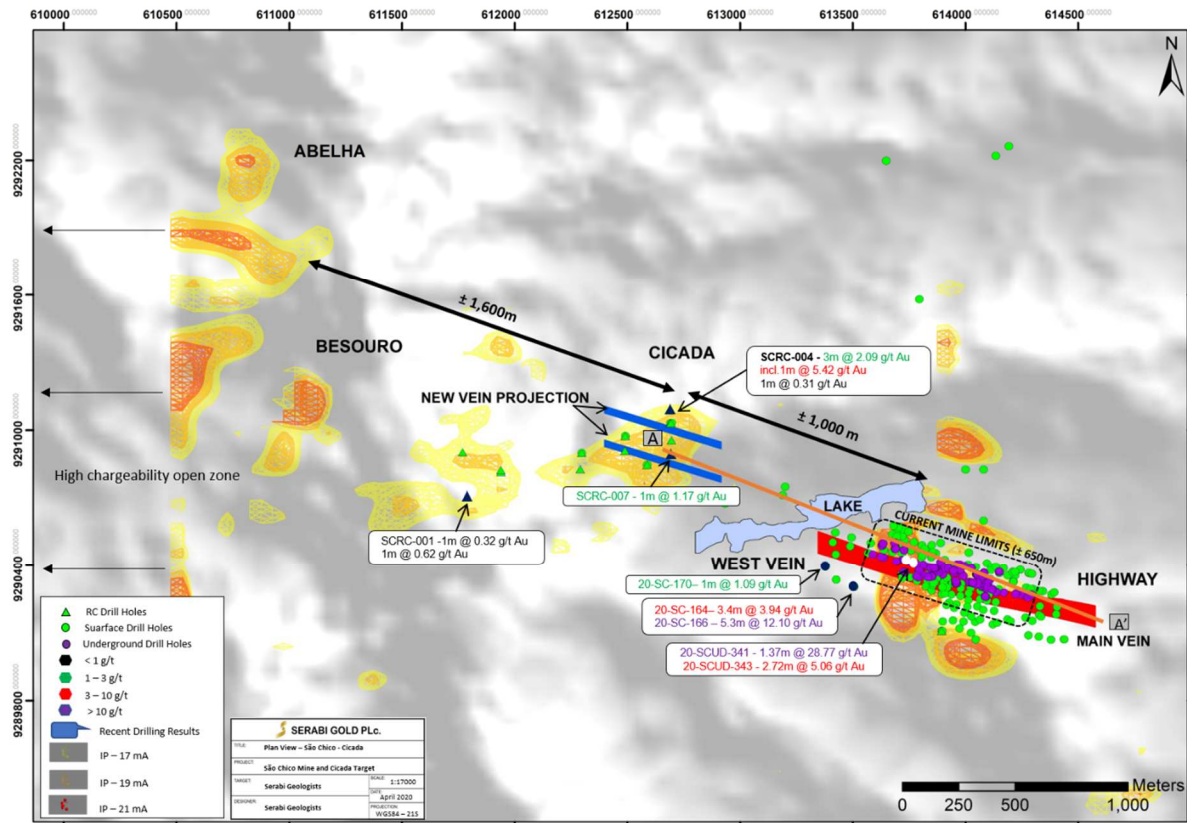 610000 610500 611000 611500 612000 612500 613000 613500 614000 614500
N
9292200
9291600
9291000
9290400
9289800
ABELHA
± 1,600m
BESOURO
CICADA
SCRC-004 - 3m @ 2.09 g/t Au
incl.1m @ 5.42 g/t Au
1m @ 0.31 g/t Au
NEW VEIN PROJECTION
± 1,000 m
A
High chargeability open zone
SCRC-007 - 1m @ 1.17 g/t Au
LAKE
CURRENT MINE LIMITS (± 650m)
SCRC-001 -1m @ 0.32 g/t Au
1m @ 0.62 g/t Au
WEST VEIN
HIGHWAY
20-SC-170– 1m @ 1.09 g/t Au
20-SC-164– 3.4m @ 3.94 g/t Au
20-SC-166 – 5.3m @ 12.10 g/t Au
A'
MAIN VEIN
20-SCUD-341 - 1.37m @ 28.77 g/t Au
20-SCUD-343 - 2.72m @ 5.06 g/t Au
RC Drill Holes
Suarface Drill Holes
Underground Drill Holes
< 1 g/t
1 – 3 g/t
3 – 10 g/t
> 10 g/t
Recent Drilling Results
IP – 17 mA
IP – 19 mA
IP – 21 mA
SERABI GOLD PLc.
TITLE: Plan View – São Chico - Cicada
PROJECT: São Chico Mine and Cicada Target
TARGET: Serabi Geologists
SCALE: 1:17000
DATE: April 2020
DESIGNER: Serabi Geologists
PROJECTION: WGS84 – 21S
Meters
0 250 500 1,000